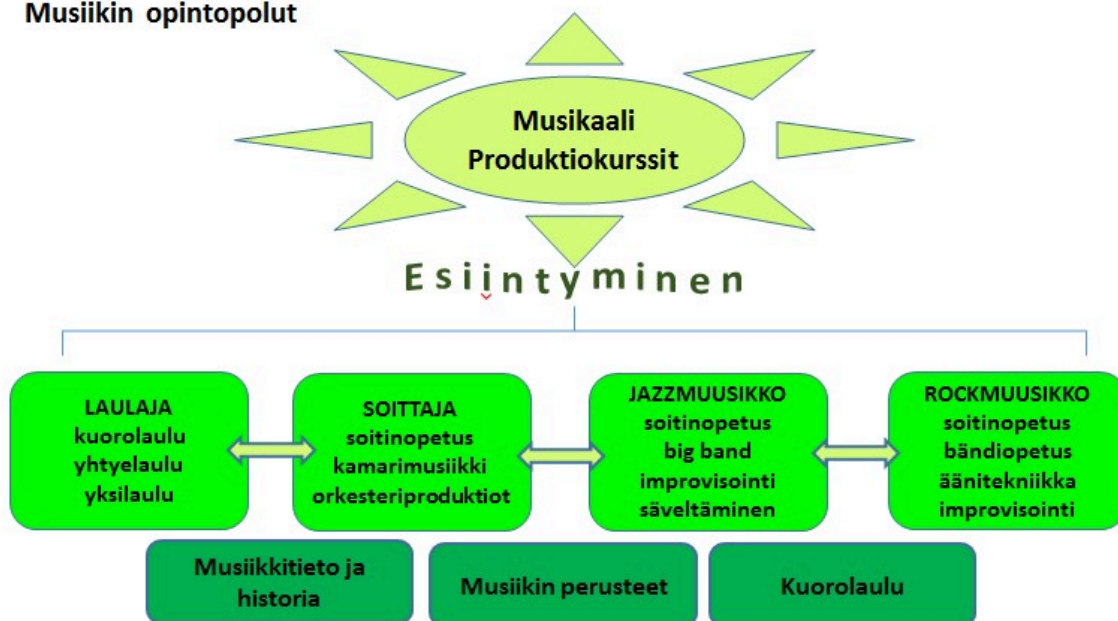 Musiikin opintopolut
Musikaali
Produktiokurssit
Esiintyminen
LAULAJA
kuorolaulu
yhtyelaulu
yksilaulu
SOITTAJA
soitinopetus
kamarimusiikki
orkesteriproduktiot
JAZZMUUSIKKO
soitinopetus
big band
improvisointi
säveltäminen
ROCKMUUSIKKO
soitinopetus
bändiopetus
äänitekniikka
improvisointi
Musiikkitieto ja
historia
Musiikin perusteet
Kuorolaulu